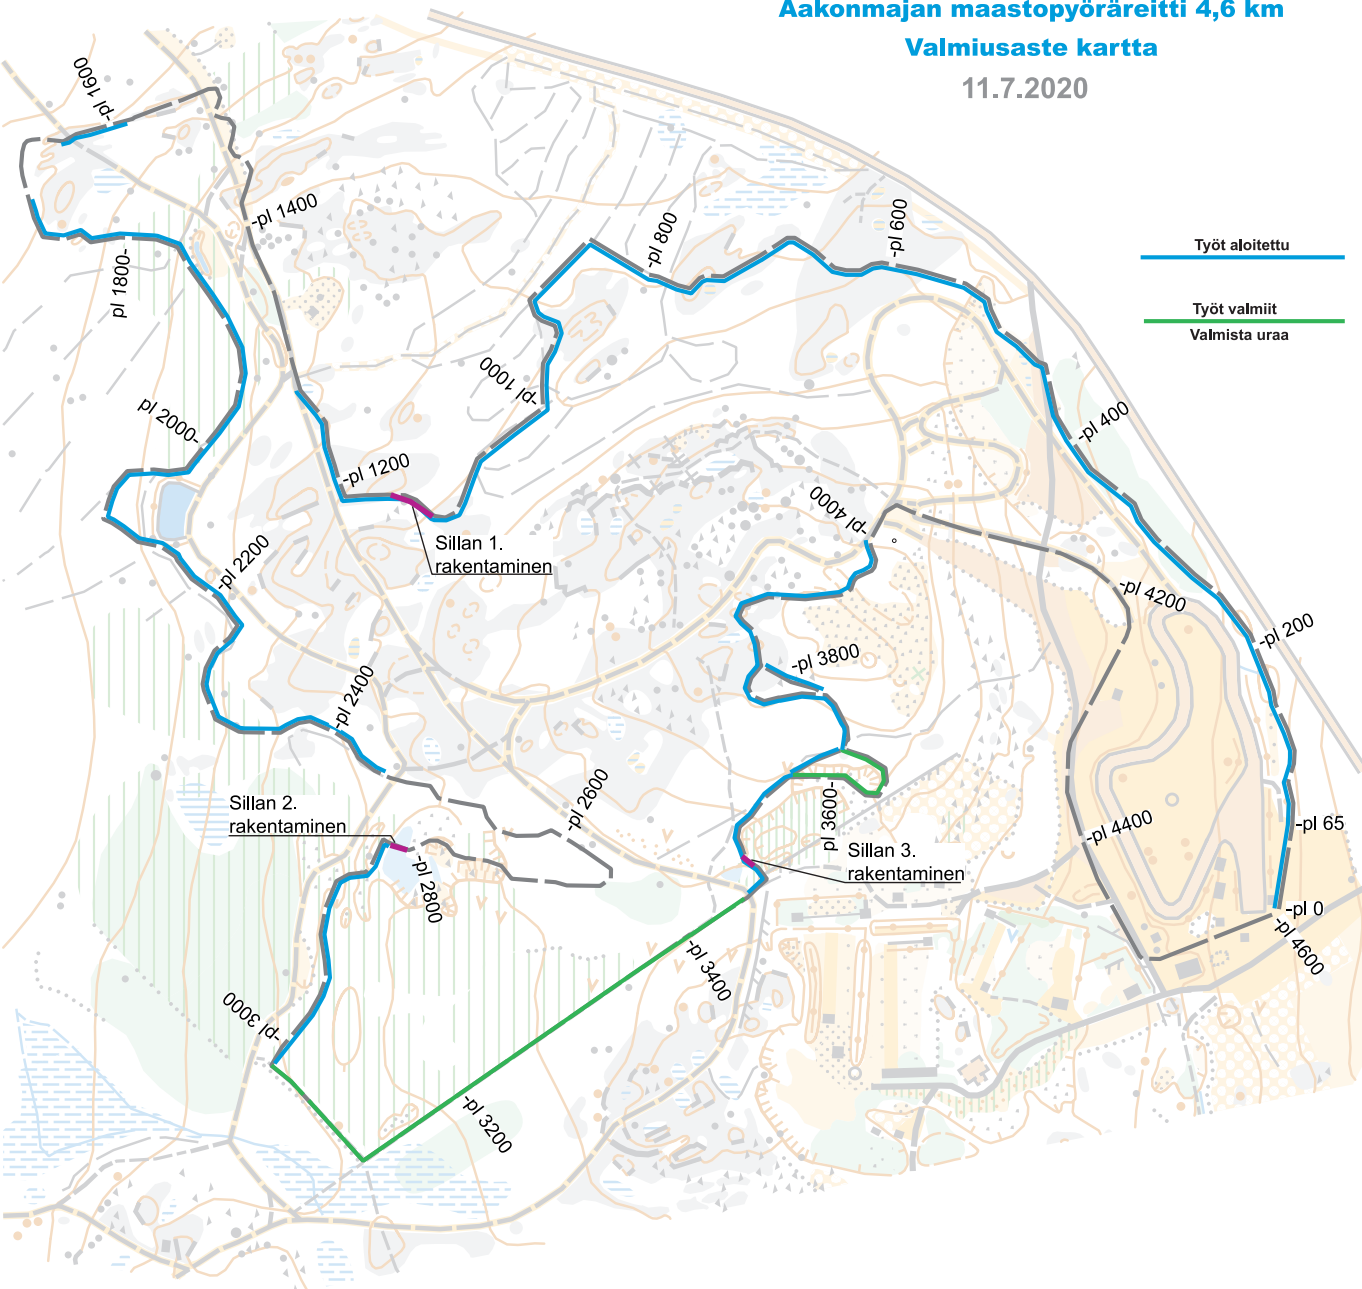 Aakonmajan maastopyöräreitti 4,6 km
Valmiusaste kartta
11.7.2020
Työt aloitettu
Työt valmiit
Valmista uraa
-pl 1600
-pl 1400
pl 1800-
-pl 800
-pl 600
-pl 1000
-pl 400
pl 2000-
-pl 1200
-pl 4000
Sillan 1.
rakentaminen
-pl 2200
-pl 4200
-pl 200
-pl 3800
-pl 2400
-pl 2600
pl 3600-
-pl 65
-pl 4400
Sillan 2.
rakentaminen
-pl 2800
Sillan 3.
rakentaminen
-pl 0
-pl 4600
-pl 3400
-pl 3000
-pl 3200